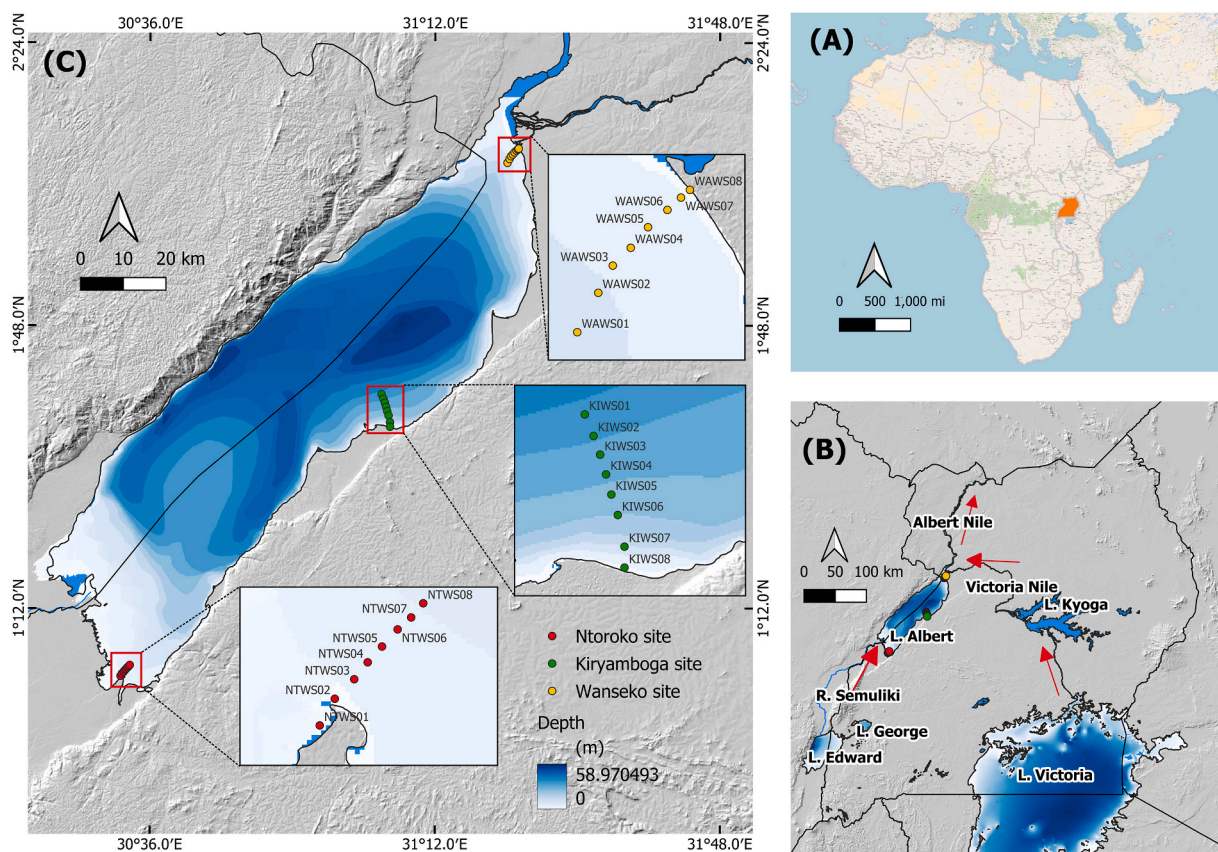 30°36.0′E
31°12.0′E
31°48.0′E
2°24.0′N
2°24.0′N
(C)
0
10
20 km
1°48.0′N
1°48.0′N
1°12.0′N
1°12.0′N
WAWS08
WAWS07
WAWS06
WAWS05
WAWS04
WAWS03
WAWS02
WAWS01
KIWS01
KIWS02
KIWS03
KIWS04
KIWS05
KIWS06
KIWS07
KIWS08
NTWS08
NTWS07
NTWS06
NTWS05
NTWS04
NTWS03
NTWS02
NTWS01
Ntoroko site
Kiryamboga site
Wanseko site
Depth
(m)
58.970493
0
30°36.0′E
31°12.0′E
31°48.0′E
(A)
0
500
1,000 mi
(B)
0
50
100 km
Albert Nile
Victoria Nile
L. Kyoga
L. Albert
R. Semuliki
L. George
L. Edward
L. Victoria